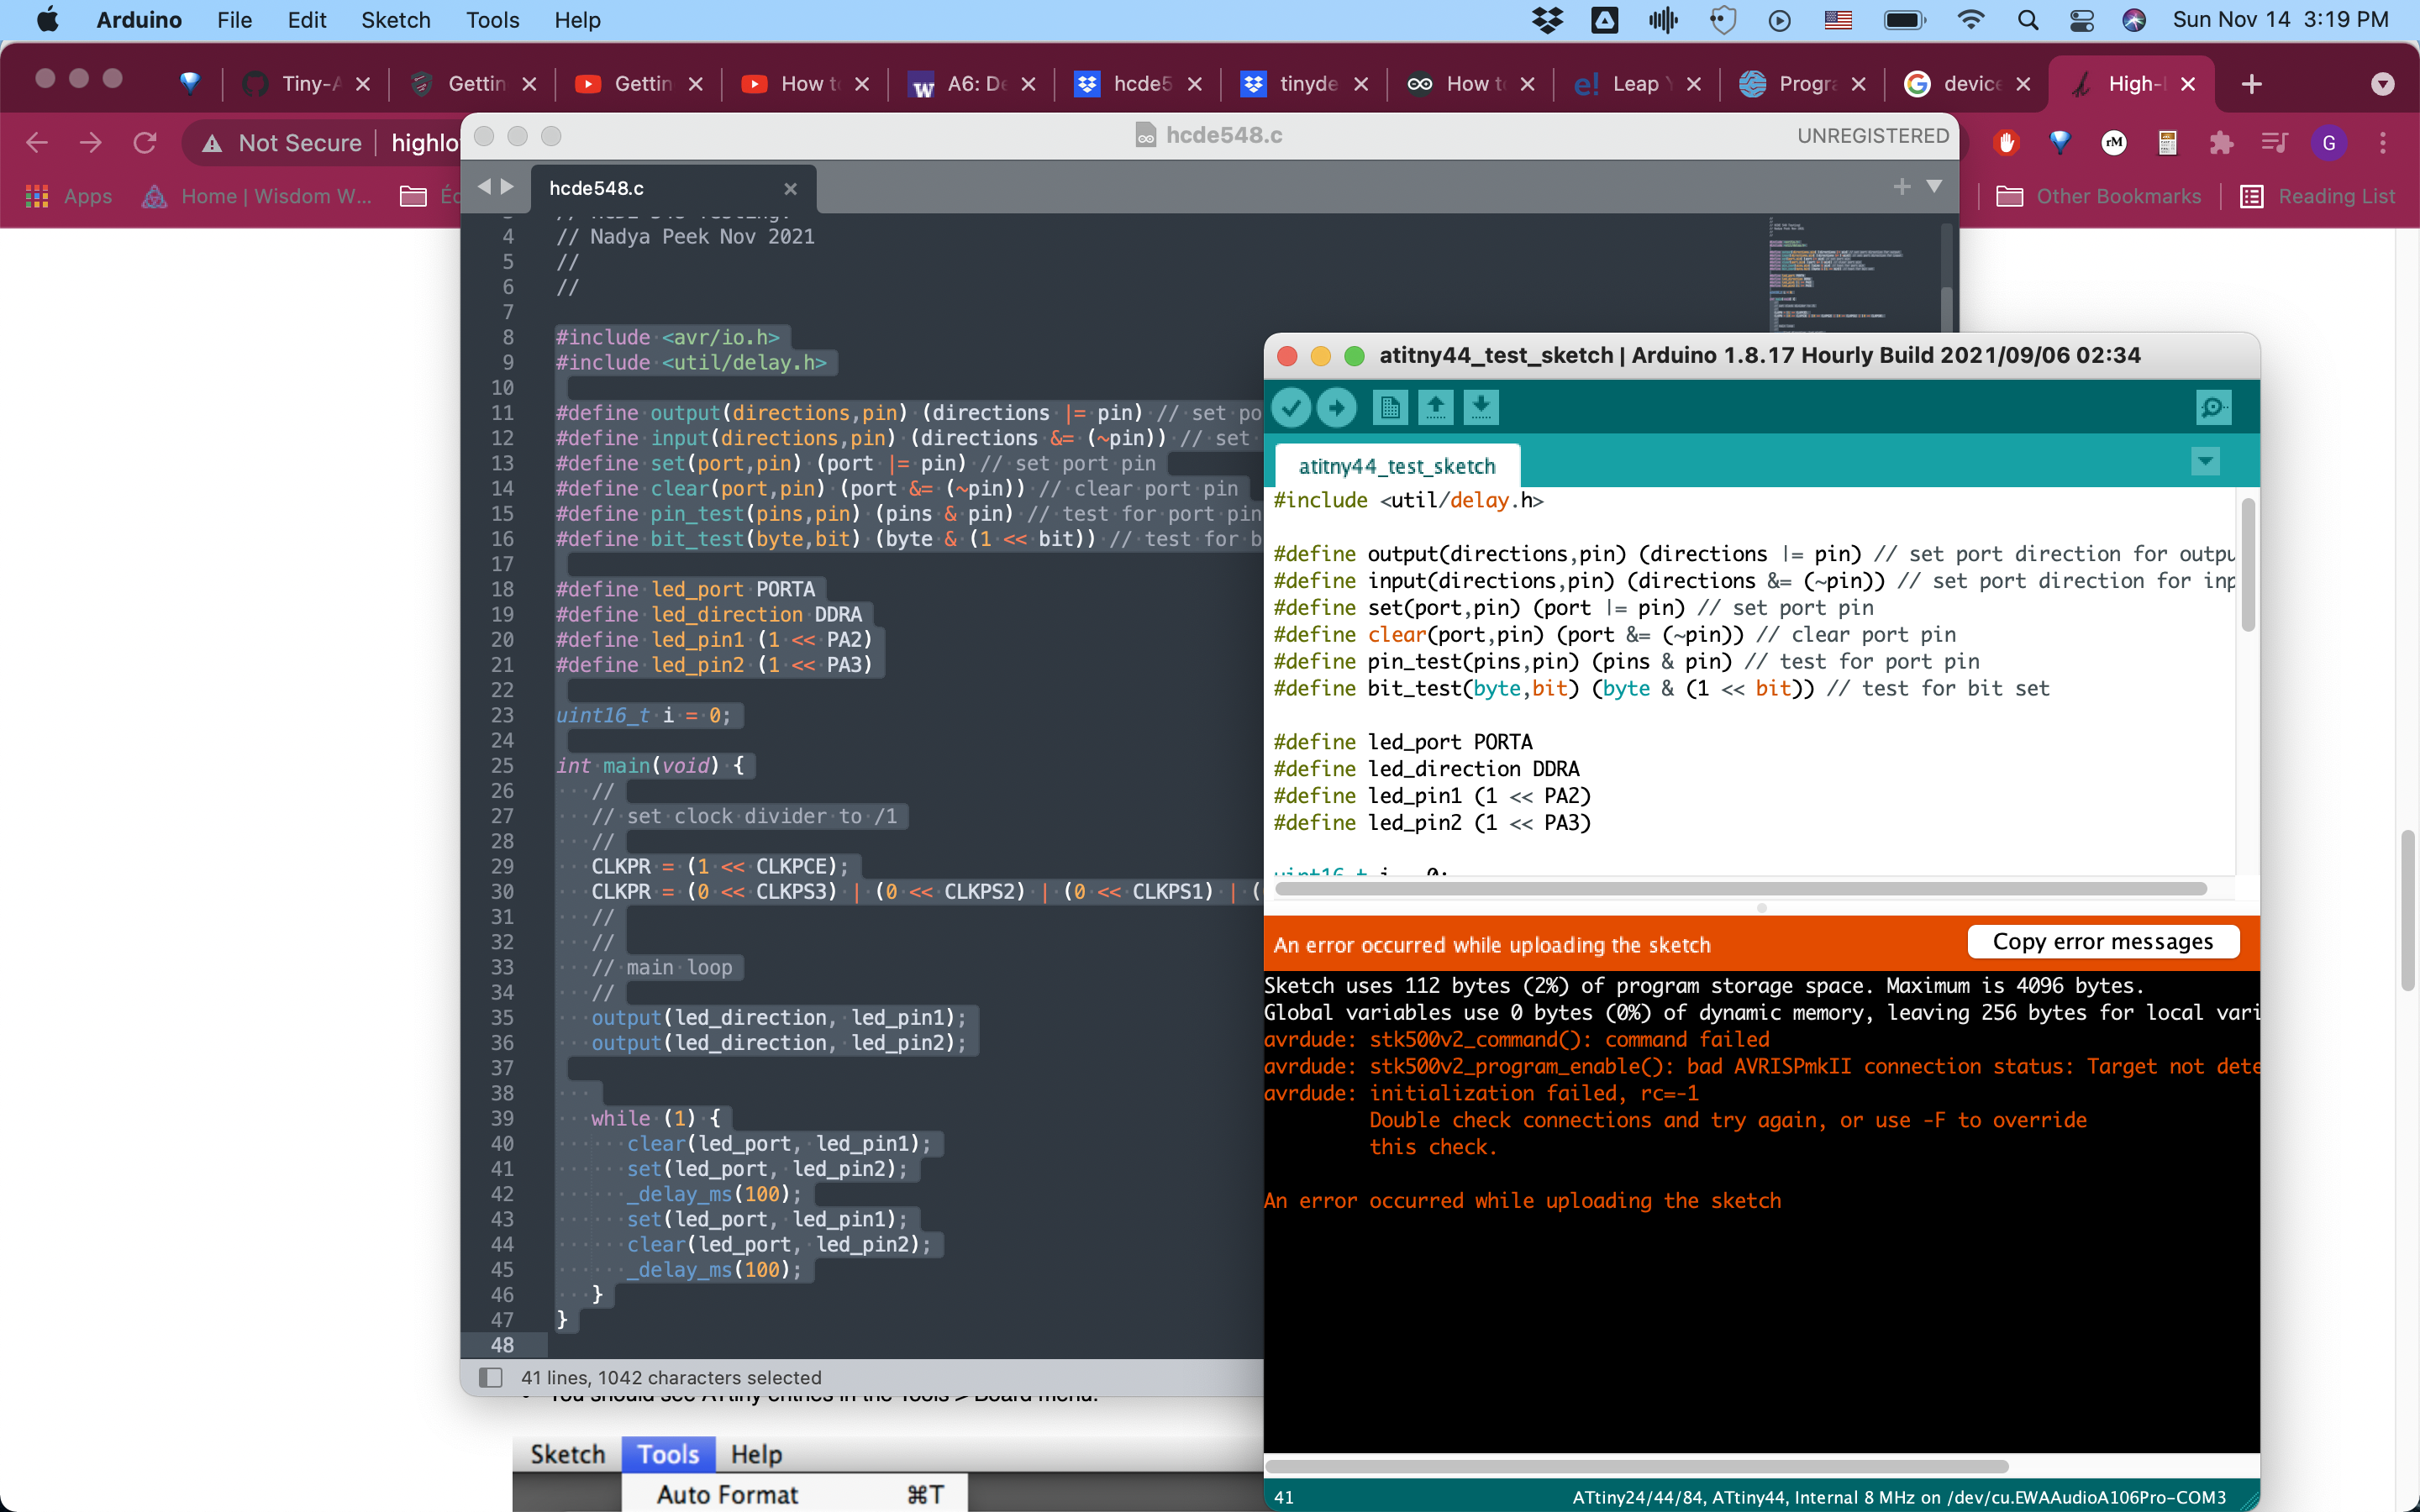 Arduino File Edit Sketch Tools Help Sun Nov 14 3:19 PM
Tiny-A Gettin Gettin How to A6: De hcde5 tinyde How to Leap Progra device High-
Not Secure highlo
Apps Home | Wisdom W... Other Bookmarks Reading List
hcde548.c UNREGISTERED
hcde548.c
4 // Nadya Peek Nov 2021
5 //
6 //
7
8 #include <avr/io.h>
9 #include <util/delay.h>
10
11 #define output(directions,pin) (directions |= pin) // set po
12 #define input(directions,pin) (directions &= (~pin)) // set
13 #define set(port,pin) (port |= pin) // set port pin
14 #define clear(port,pin) (port &= (~pin)) // clear port pin
15 #define pin_test(pins,pin) (pins & pin) // test for port pin
16 #define bit_test(byte,bit) (byte & (1 << bit)) // test for b
17
18 #define led_port PORTA
19 #define led_direction DDRA
20 #define led_pin1 (1 << PA2)
21 #define led_pin2 (1 << PA3)
22
23 uint16_t i = 0;
24
25 int main(void) {
26 //
27 // set clock divider to /1
28 //
29 CLKPR = (1 << CLKPCE);
30 CLKPR = (0 << CLKPS3) | (0 << CLKPS2) | (0 << CLKPS1) | (
31 //
32 //
33 // main loop
34 //
35 output(led_direction, led_pin1);
36 output(led_direction, led_pin2);
37
38
39 while (1) {
40 clear(led_port, led_pin1);
41 set(led_port, led_pin2);
42 _delay_ms(100);
43 set(led_port, led_pin1);
44 clear(led_port, led_pin2);
45 _delay_ms(100);
46 }
47 }
48
41 lines, 1042 characters selected
You should see ATtiny entries in the Tools > Board menu.
Sketch Tools Help
Auto Format ⌘T
atitny44_test_sketch | Arduino 1.8.17 Hourly Build 2021/09/06 02:34
atitny44_test_sketch
#include <util/delay.h>
#define output(directions,pin) (directions |= pin) // set port direction for outpu
#define input(directions,pin) (directions &= (~pin)) // set port direction for inp
#define set(port,pin) (port |= pin) // set port pin
#define clear(port,pin) (port &= (~pin)) // clear port pin
#define pin_test(pins,pin) (pins & pin) // test for port pin
#define bit_test(byte,bit) (byte & (1 << bit)) // test for bit set
#define led_port PORTA
#define led_direction DDRA
#define led_pin1 (1 << PA2)
#define led_pin2 (1 << PA3)
An error occurred while uploading the sketch Copy error messages
Sketch uses 112 bytes (2%) of program storage space. Maximum is 4096 bytes.
Global variables use 0 bytes (0%) of dynamic memory, leaving 256 bytes for local vari
avrdude: stk500v2_command(): command failed
avrdude: stk500v2_program_enable(): bad AVRISPmkII connection status: Target not dete
avrdude: initialization failed, rc=-1
Double check connections and try again, or use -F to override
this check.
An error occurred while uploading the sketch
41 ATtiny24/44/84, ATtiny44, Internal 8 MHz on /dev/cu.EWAAudioA106Pro-COM3